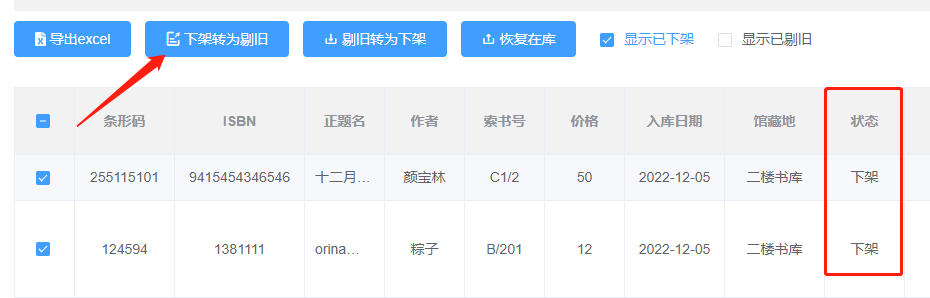 导出excel 下架转为剔旧 剔旧转为下架 恢复在库 显示已下架 显示已剔旧
条形码 ISBN 正题名 作者 索书号 价格 入库日期 馆藏地 状态
255115101 9415454346546 十二月... 颜宝林 C1/2 50 2022-12-05 二楼书库 下架
124594 1381111 orina... 粽子 B/201 12 2022-12-05 二楼书库 下架